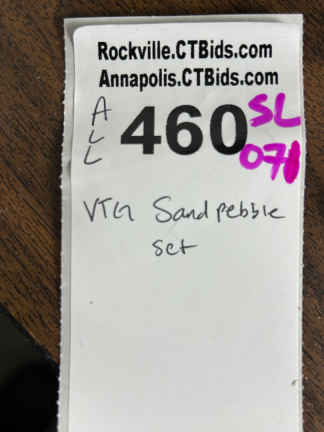 Rockville.CTBids.com
Annapolis.CTBids.com
ALL 460 SL
071
VTG Sandpebble
Set